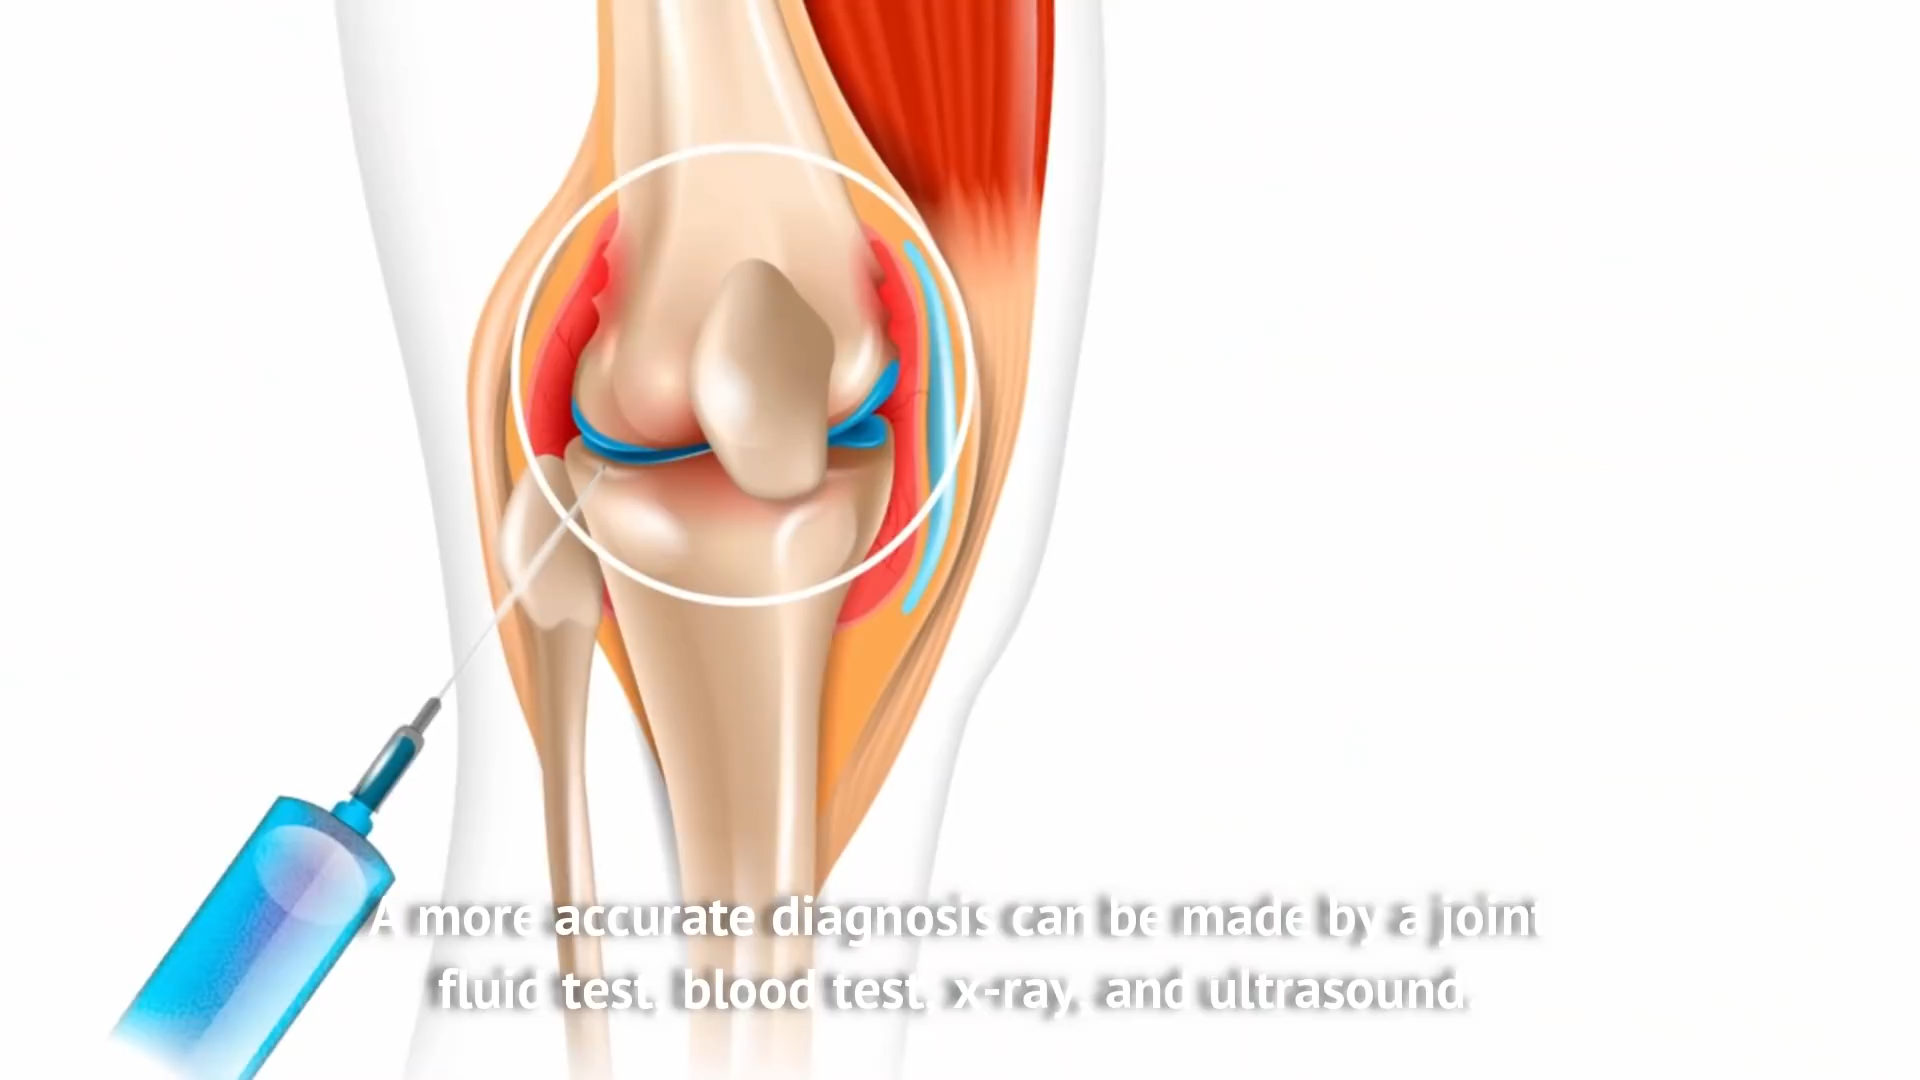 A more accurate diagnosis can be made by a joint
fluid test, blood test, x-ray, and ultrasound.